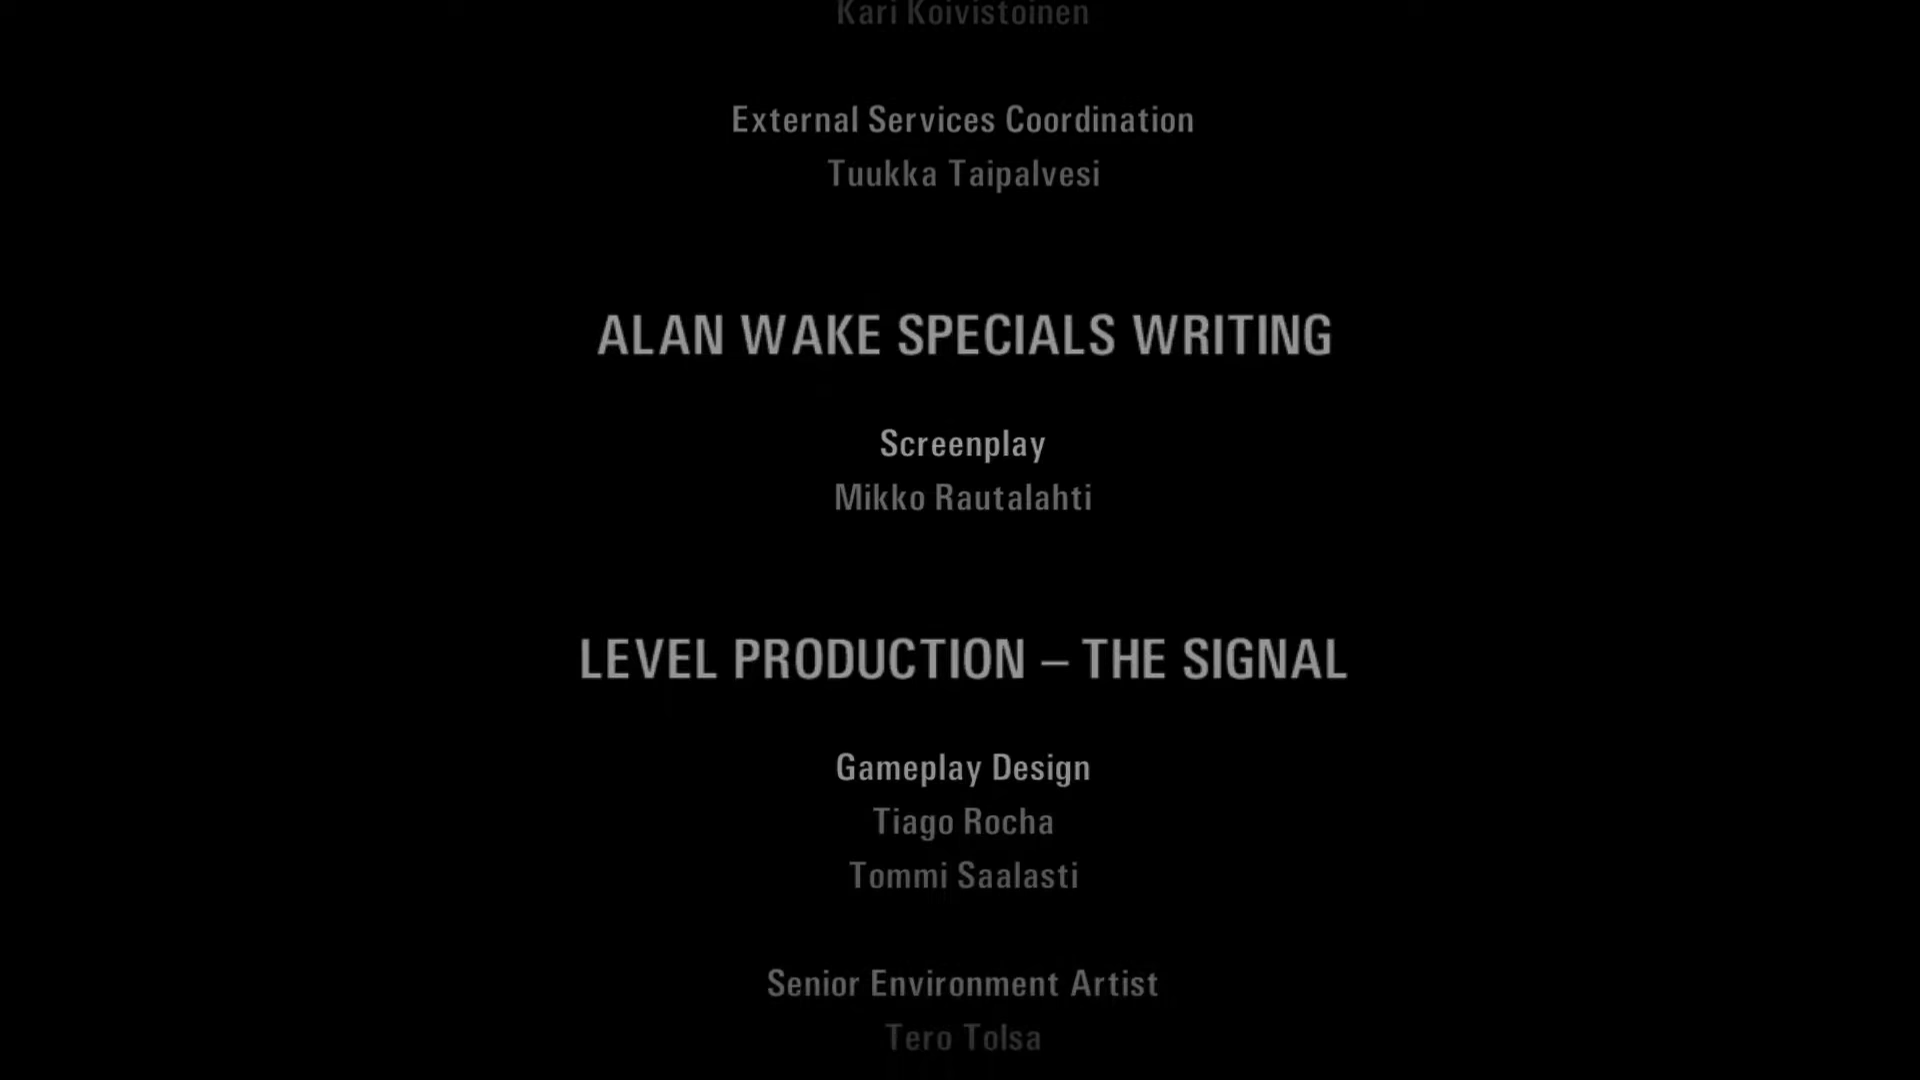 Kari Koivistoinen
External Services Coordination
Tuukka Taipalvesi
ALAN WAKE SPECIALS WRITING
Screenplay
Mikko Rautalahti
LEVEL PRODUCTION – THE SIGNAL
Gameplay Design
Tiago Rocha
Tommi Saalasti
Senior Environment Artist
Tero Tolsa